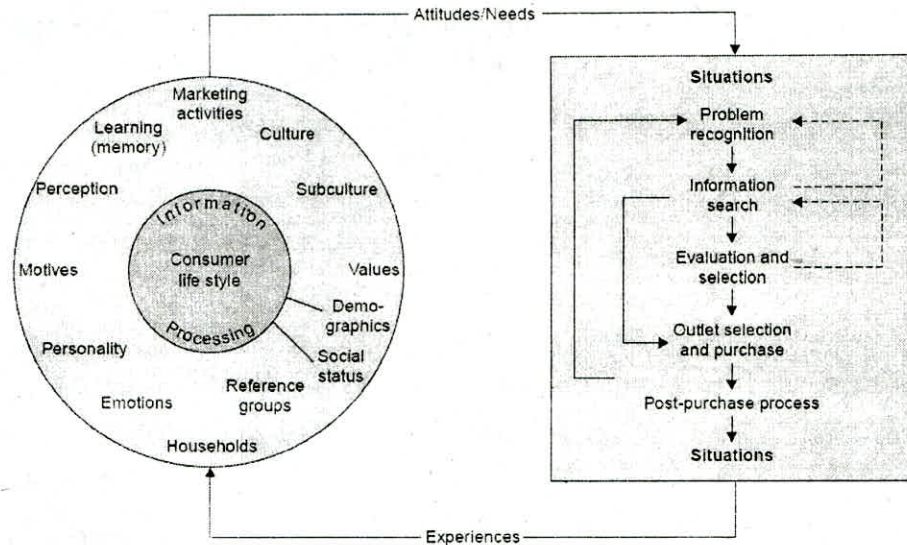 Attitudes/Needs
Marketing
activities
Learning
(memory)
Culture
Perception
Subculture
Information
Consumer
life style
Processing
Motives
Values
Demo-
graphics
Personality
Social
status
Reference
groups
Emotions
Households
Situations
Problem
recognition
Information
search
Evaluation and
selection
Outlet selection
and purchase
Post-purchase process
Situations
Experiences